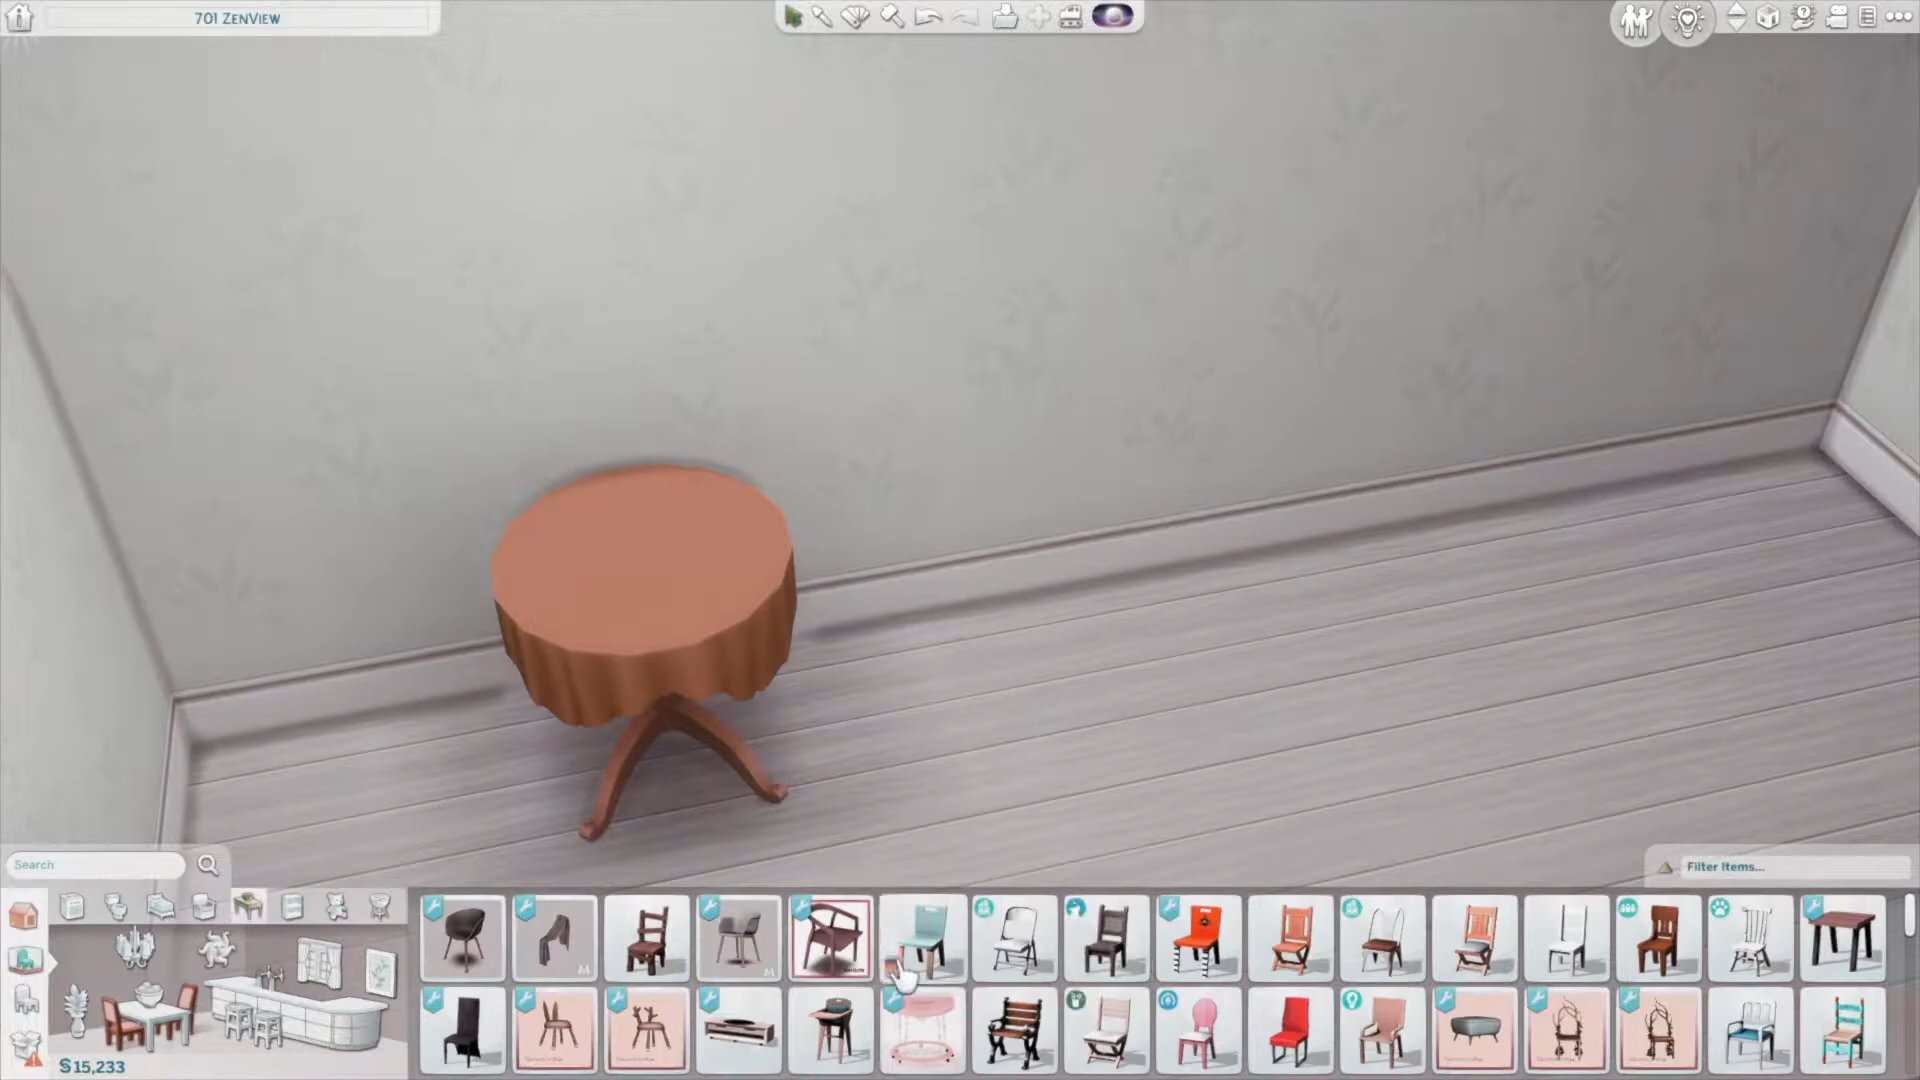 701 ZenView
Search
Filter Items...
M
M
§15,233